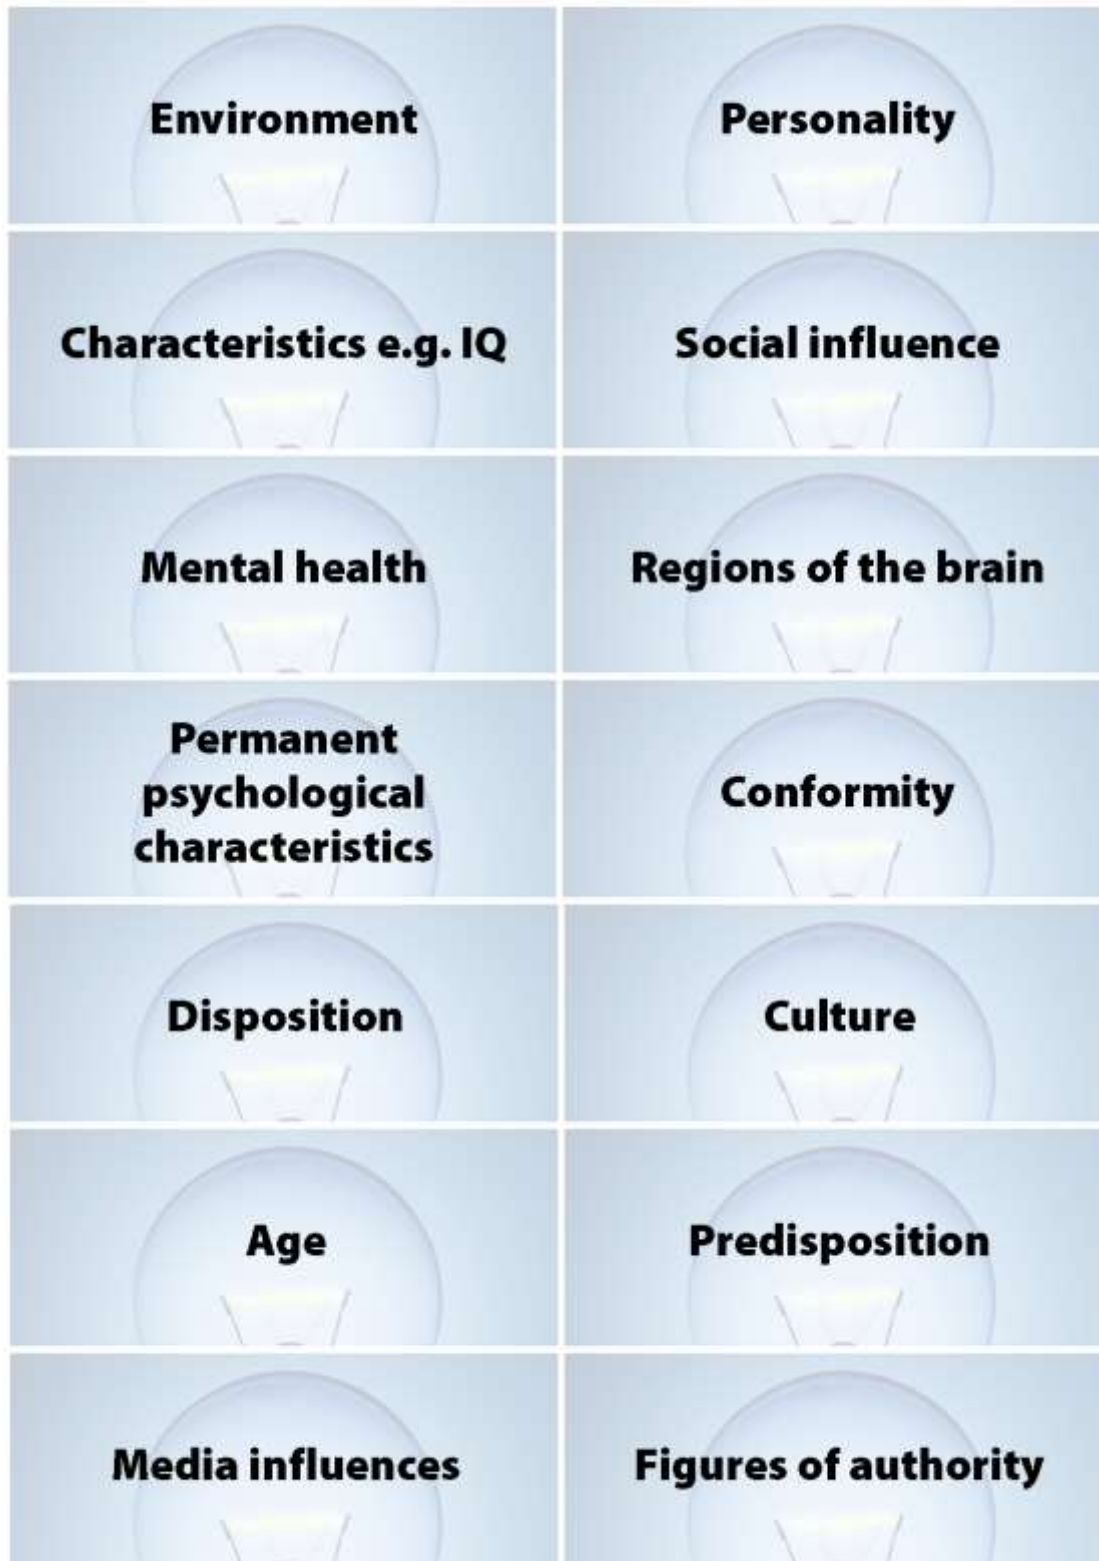 Environment
Personality
Characteristics e.g. IQ
Social influence
Mental health
Regions of the brain
Permanent
psychological
characteristics
Conformity
Disposition
Culture
Age
Predisposition
Media influences
Figures of authority